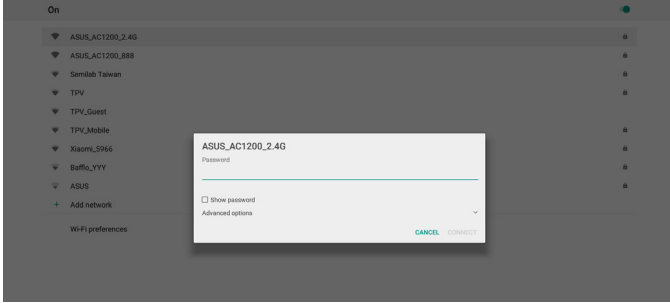 On
ASUS_AC1200_2.4G
ASUS_AC1200_888
Semilab Taiwan
TPV
TPV_Guest
TPV_Mobile
Xiaomi_5966
Bafflo_YYY
ASUS
+ Add network
Wi-Fi preferences
ASUS_AC1200_2.4G
Password
Show password
Advanced options
CANCEL CONNECT